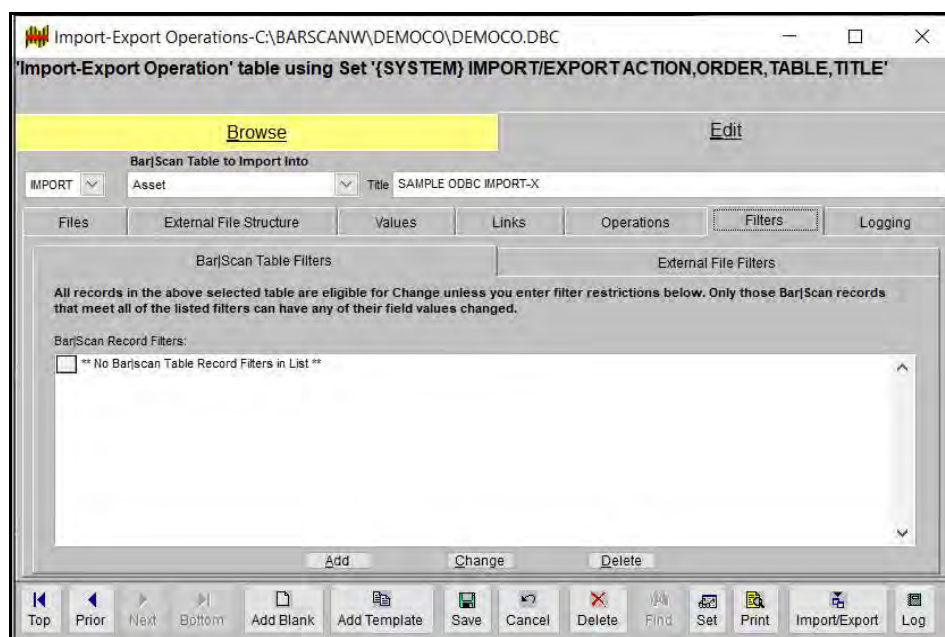 Import-Export Operations-C:\BARSCANW\DEMOCO\DEMOCO.DBC
'Import-Export Operation' table using Set '{SYSTEM} IMPORT/EXPORT ACTION,ORDER,TABLE,TITLE'
Browse Edit
Bar|Scan Table to Import Into
IMPORT Asset Title SAMPLE ODBC IMPORT-X
Files External File Structure Values Links Operations Filters Logging
Bar|Scan Table Filters External File Filters
All records in the above selected table are eligible for Change unless you enter filter restrictions below. Only those Bar|Scan records
that meet all of the listed filters can have any of their field values changed.
Bar|Scan Record Filters:
** No Bar|scan Table Record Filters in List **
Add Change Delete
Top Prior Next Bottom Add Blank Add Template Save Cancel Delete Find Set Print Import/Export Log